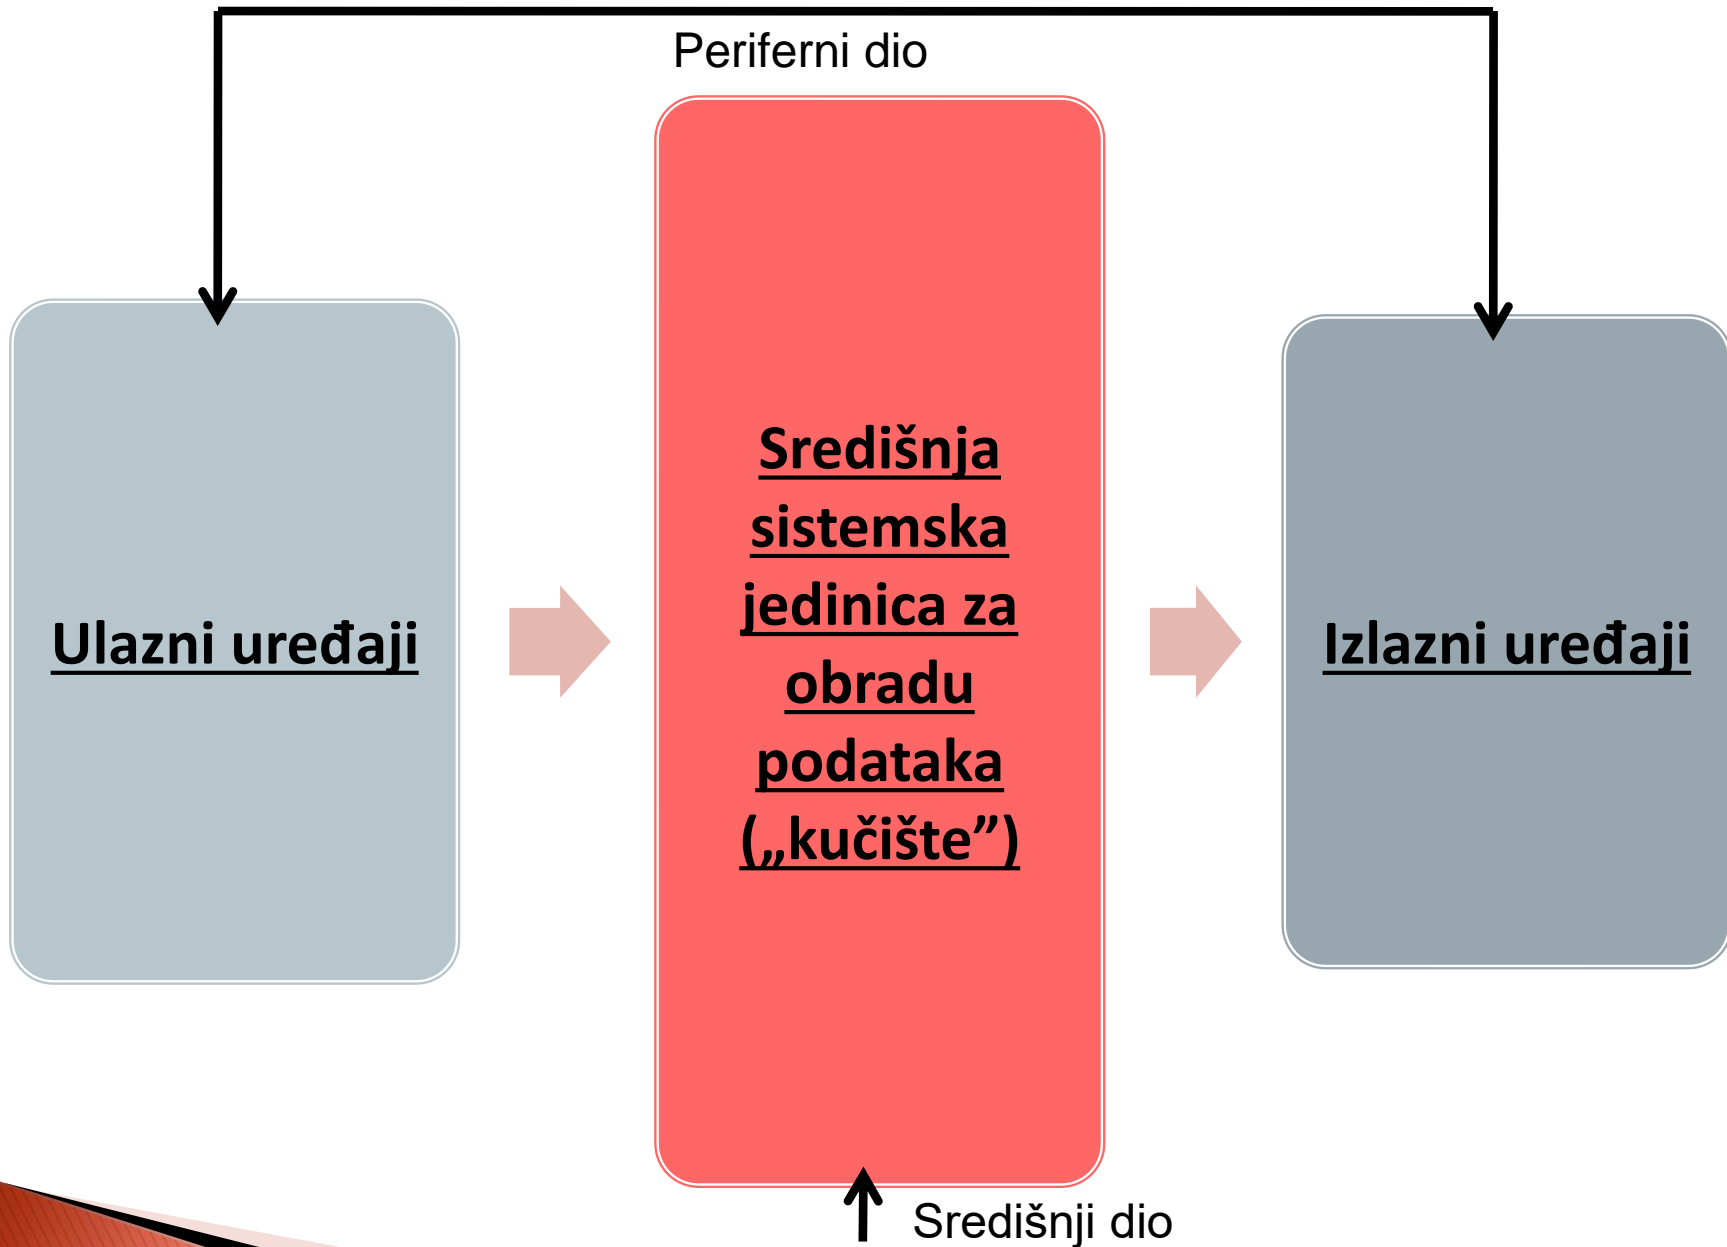 Periferni dio
Ulazni uređaji
Središnja
sistemska
jedinica za
obradu
podataka
(„kučište”)
Izlazni uređaji
Središnji dio